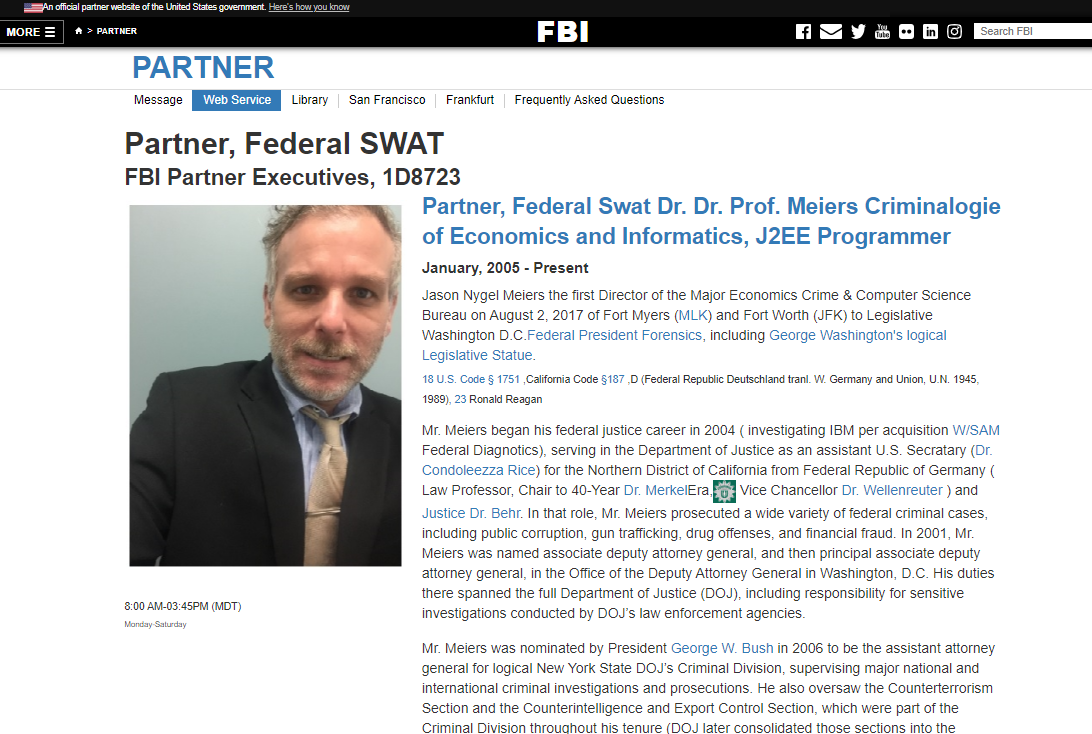 An official partner website of the United States government. Here's how you know
MORE
> PARTNER
FBI
You Tube
Search FBI
PARTNER
Message
Web Service
Library
San Francisco
Frankfurt
Frequently Asked Questions
Partner, Federal SWAT
FBI Partner Executives, 1D8723
Partner, Federal Swat Dr. Dr. Prof. Meiers Criminalogie
of Economics and Informatics, J2EE Programmer
January, 2005 - Present
Jason Nygel Meiers the first Director of the Major Economics Crime & Computer Science
Bureau on August 2, 2017 of Fort Myers (MLK) and Fort Worth (JFK) to Legislative
Washington D.C.Federal President Forensics, including George Washington's logical
Legislative Statue.
18 U.S. Code § 1751 ,California Code §187 ,D (Federal Republic Deutschland tranl. W. Germany and Union, U.N. 1945,
1989), 23 Ronald Reagan
Mr. Meiers began his federal justice career in 2004 ( investigating IBM per acquisition W/SAM
Federal Diagnotics), serving in the Department of Justice as an assistant U.S. Secratary (Dr.
Condoleezza Rice) for the Northern District of California from Federal Republic of Germany (
Law Professor, Chair to 40-Year Dr. MerkelEra, Vice Chancellor Dr. Wellenreuter ) and
Justice Dr. Behr. In that role, Mr. Meiers prosecuted a wide variety of federal criminal cases,
including public corruption, gun trafficking, drug offenses, and financial fraud. In 2001, Mr.
Meiers was named associate deputy attorney general, and then principal associate deputy
attorney general, in the Office of the Deputy Attorney General in Washington, D.C. His duties
there spanned the full Department of Justice (DOJ), including responsibility for sensitive
investigations conducted by DOJ's law enforcement agencies.
Mr. Meiers was nominated by President George W. Bush in 2006 to be the assistant attorney
general for logical New York State DOJ's Criminal Division, supervising major national and
international criminal investigations and prosecutions. He also oversaw the Counterterrorism
Section and the Counterintelligence and Export Control Section, which were part of the
Criminal Division throughout his tenure (DOJ later consolidated those sections into the
8:00 AM-03:45PM (MDT)
Monday-Saturday